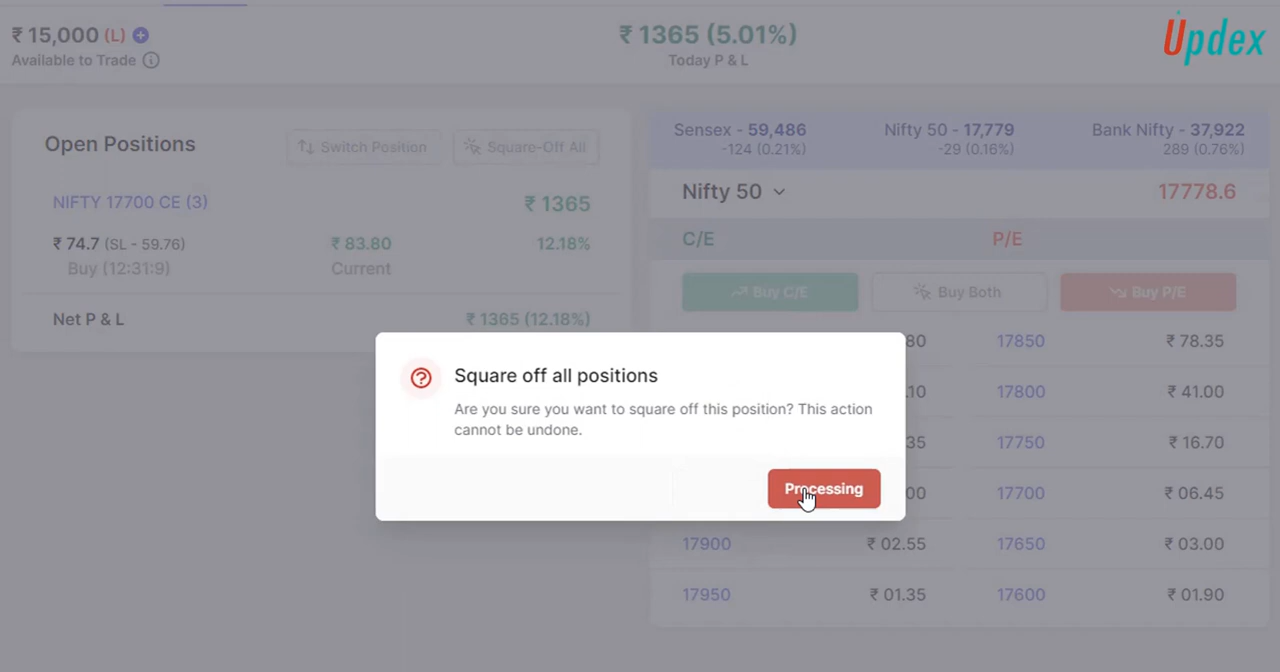 ₹ 15,000 (L)
Available to Trade
₹ 1365 (5.01%)
Today P & L
Updex
Open Positions
Switch Position
Square-Off All
NIFTY 17700 CE (3)
₹ 1365
₹ 74.7 (SL - 59.76)
₹ 83.80
12.18%
Buy (12:31:9)
Current
Net P & L
₹ 1365 (12.18%)
Sensex - 59,486
-124 (0.21%)
Nifty 50 - 17,779
-29 (0.16%)
Bank Nifty - 37,922
289 (0.76%)
Nifty 50
17778.6
C/E
P/E
Buy C/E
Buy Both
Buy P/E
80
17850
₹ 78.35
.10
17800
₹ 41.00
35
17750
₹ 16.70
00
17700
₹ 06.45
17900
₹ 02.55
17650
₹ 03.00
17950
₹ 01.35
17600
₹ 01.90
Square off all positions
Are you sure you want to square off this position? This action
cannot be undone.
Processing